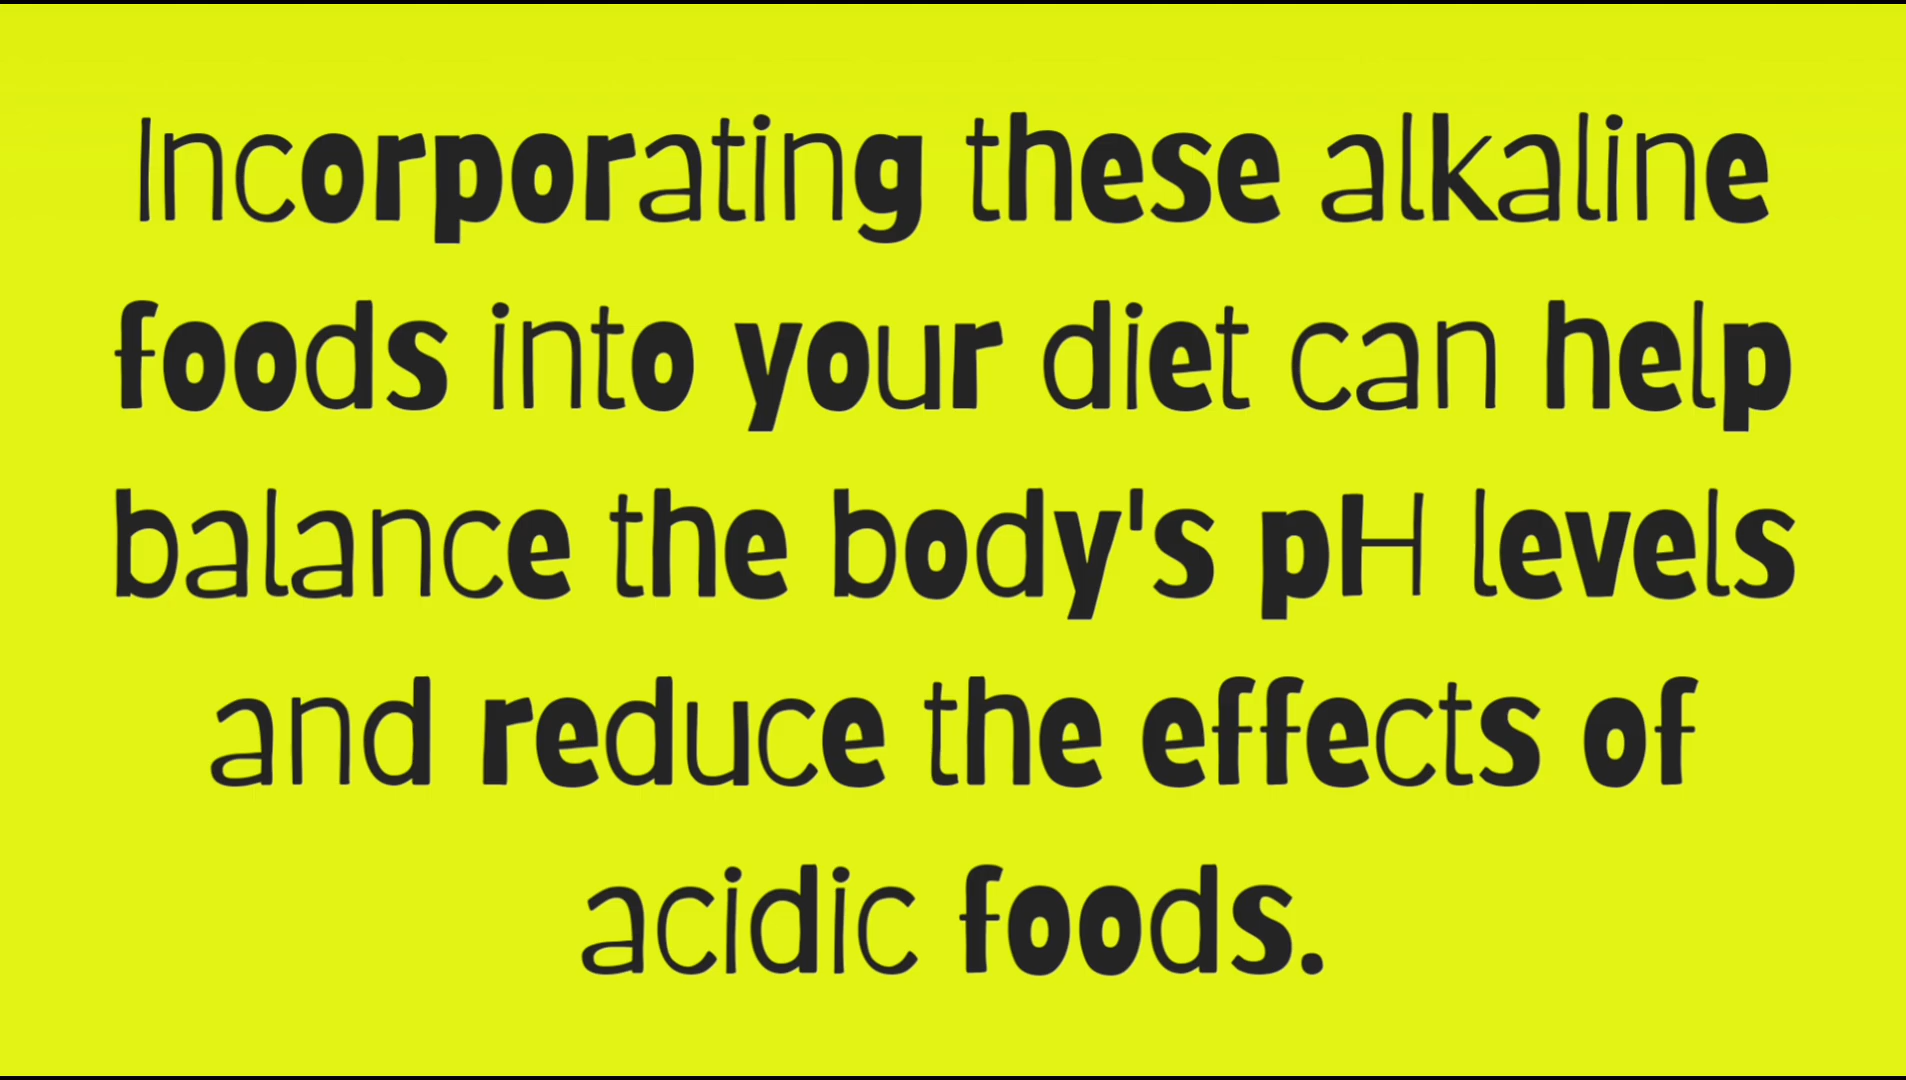 Incorporating these alkaline
foods into your diet can help
balance the body's pH levels
and reduce the effects of
acidic foods.